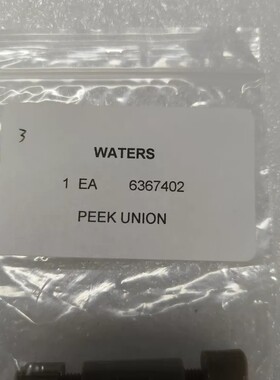 3
WATERS
1 EA 6367402
PEEK UNION